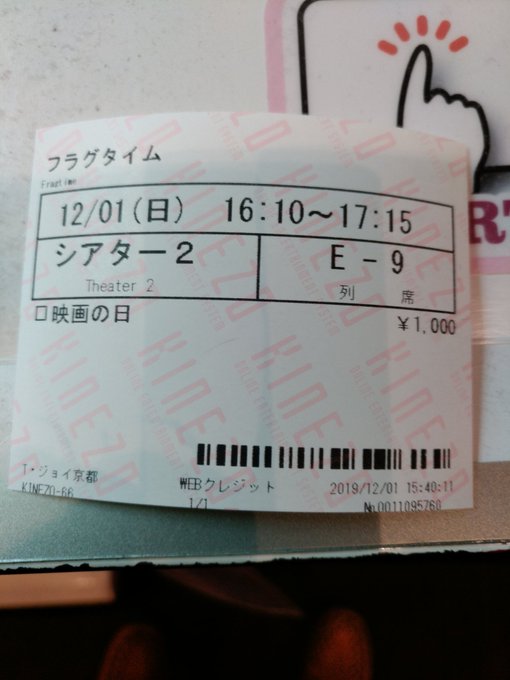 フラグタイム
Fragtime
12/01(日) 16:10～17:15
シアター2
Theater 2
E - 9
列 席
□映画の日
¥1,000
T・ジョイ京都
KINEZO-66
WEBクレジット
1/1
2019/12/01 15:40:11
№0011095760
KINEZO